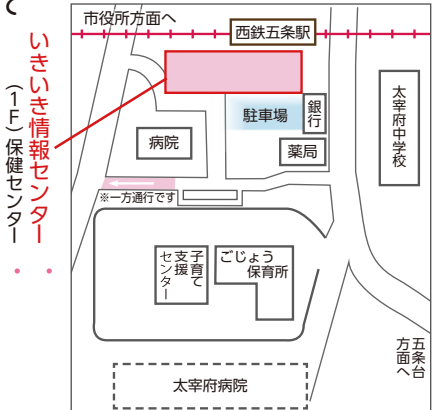 て
いきいき情報センター
(1F)保健センター
市役所方面へ
西鉄五条駅
駐車場
銀行
薬局
病院
太宰府中学校
※一方通行です
子育て
支援
センター
ごじょう
保育所
五条台
方面へ
太宰府病院